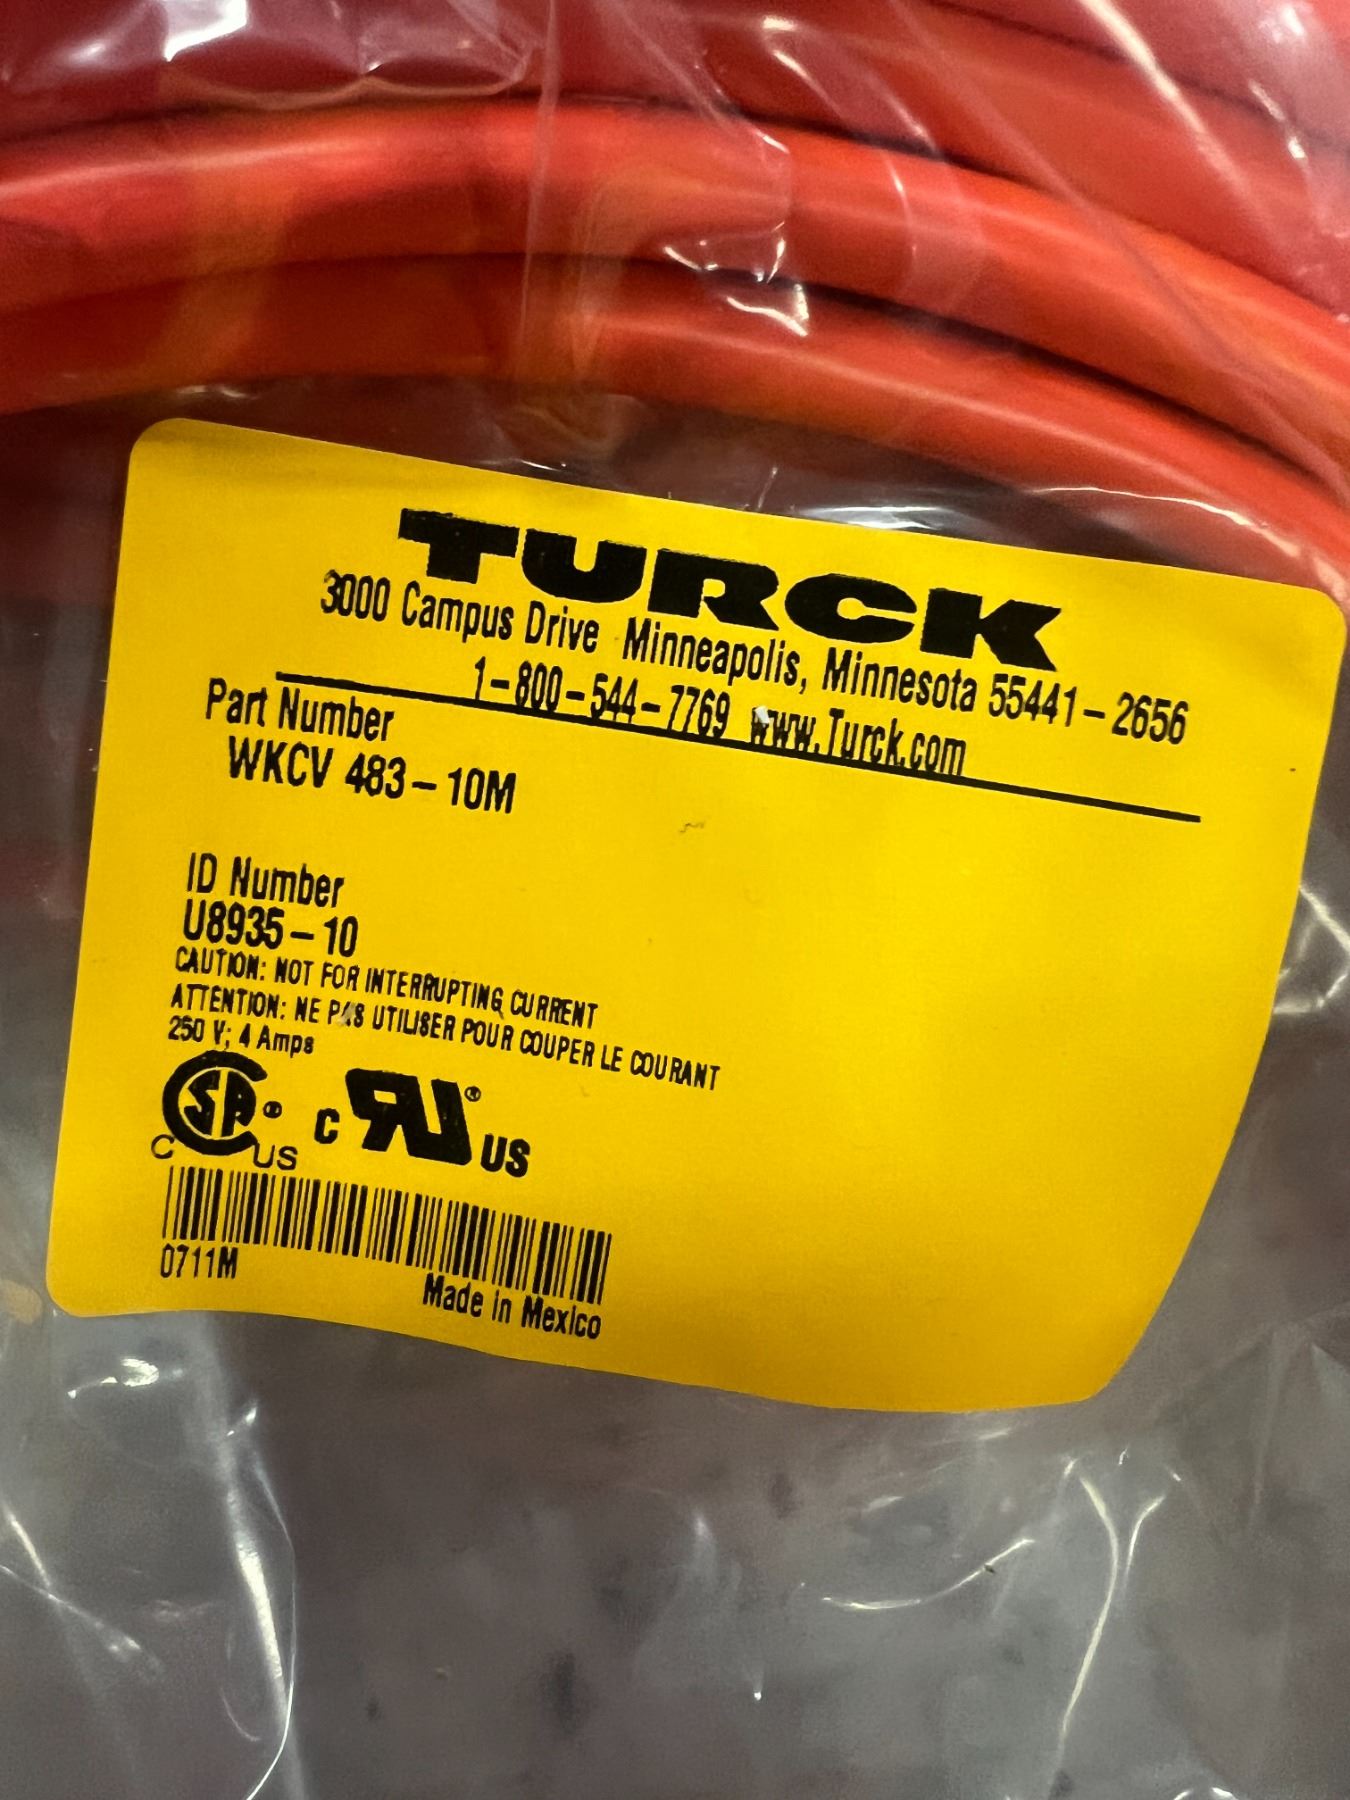 TURCK
3000 Campus Drive Minneapolis, Minnesota 55441-2656
1-800-544-7769 www.Turck.com
Part Number
WKCV 483-10M
ID Number
U8935-10
CAUTION: NOT FOR INTERRUPTING CURRENT
ATTENTION: NE PAS UTILISER POUR COUPER LE COURANT
250 V; 4 Amps
C SA ® US C RU ® US
0711M
Made in Mexico